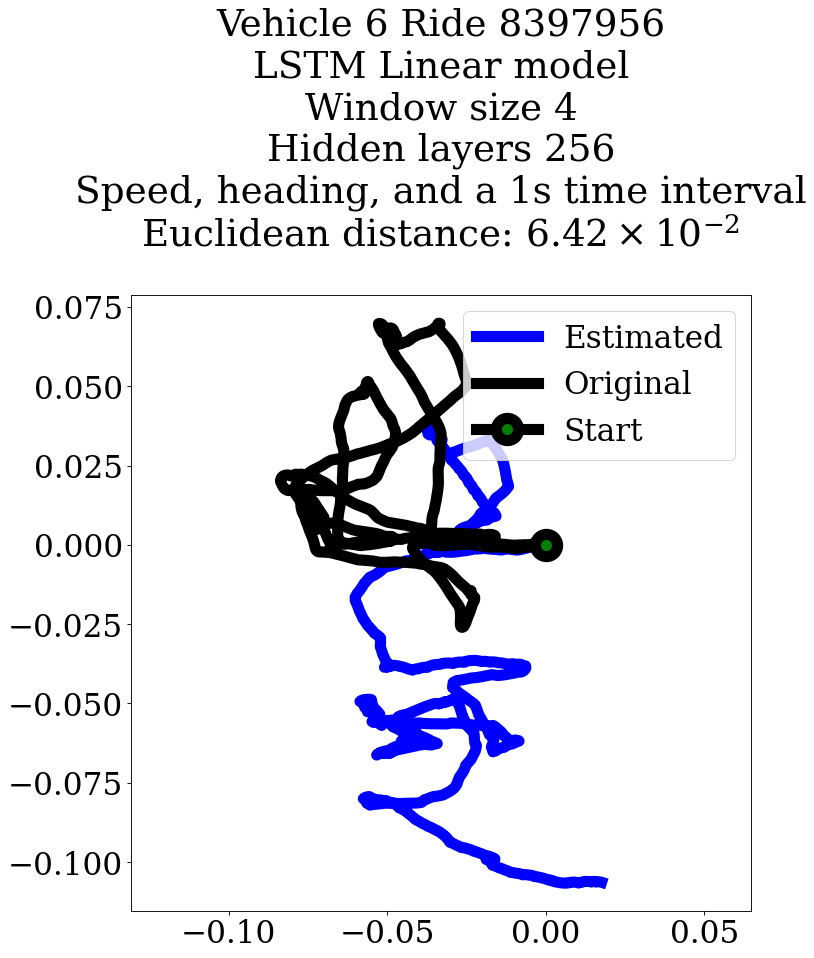 Vehicle 6 Ride 8397956
LSTM Linear model
Window size 4
Hidden layers 256
Speed, heading, and a 1s time interval
Euclidean distance: 6.42 × 10⁻²
0.075
0.050
0.025
0.000
−0.025
−0.050
−0.075
−0.100
Estimated
Original
Start
−0.10
−0.05
0.00
0.05